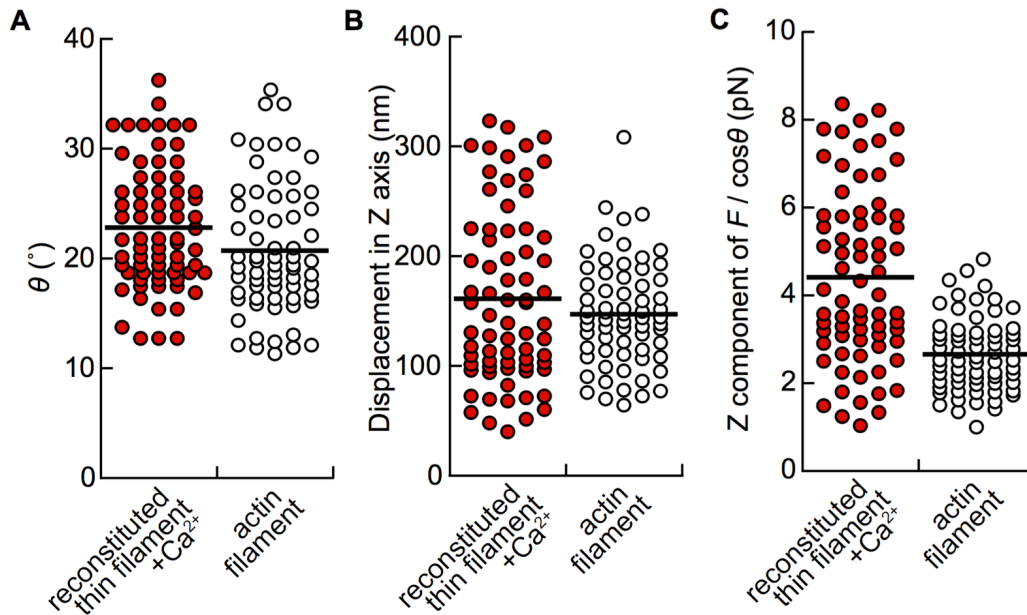 A
θ (°)
40
30
20
10
0
reconstituted
thin filament
+Ca²⁺
actin
filament
B
Displacement in Z axis (nm)
400
300
200
100
0
reconstituted
thin filament
+Ca²⁺
actin
filament
C
Z component of F / cosθ (pN)
10
8
6
4
2
0
reconstituted
thin filament
+Ca²⁺
actin
filament